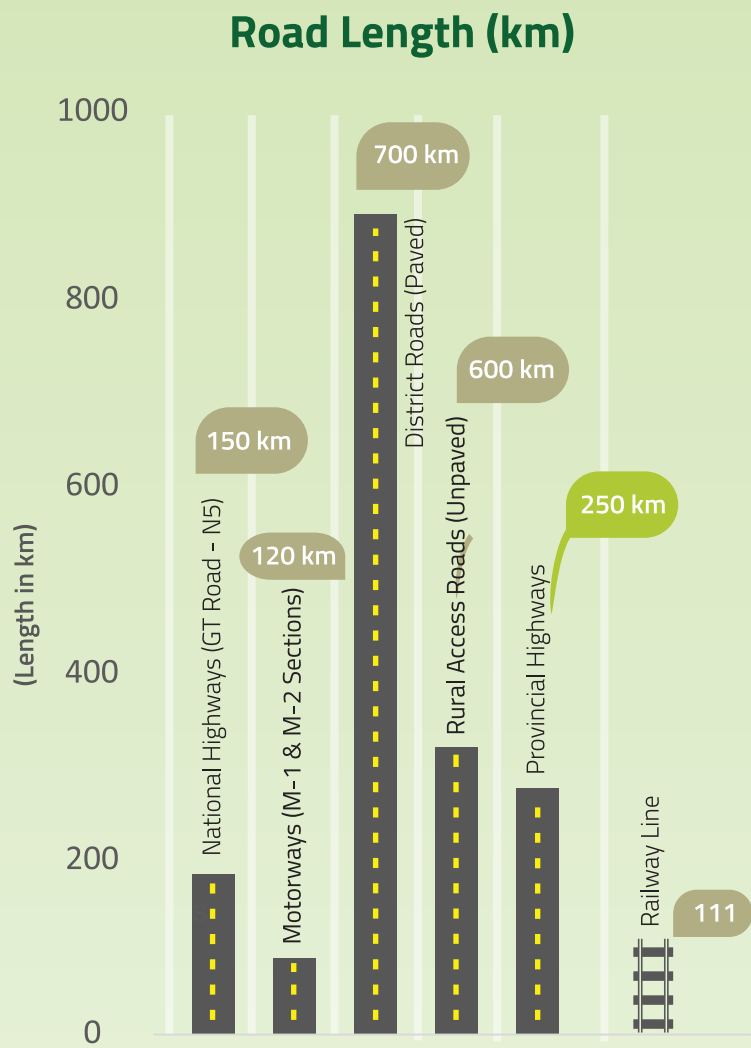 Road Length (km)
1000
800
600
400
200
0
(Length in km)
150 km
National Highways (GT Road - N5)
120 km
Motorways (M-1 & M-2 Sections)
700 km
District Roads (Paved)
600 km
Rural Access Roads (Unpaved)
250 km
Provincial Highways
111
Railway Line